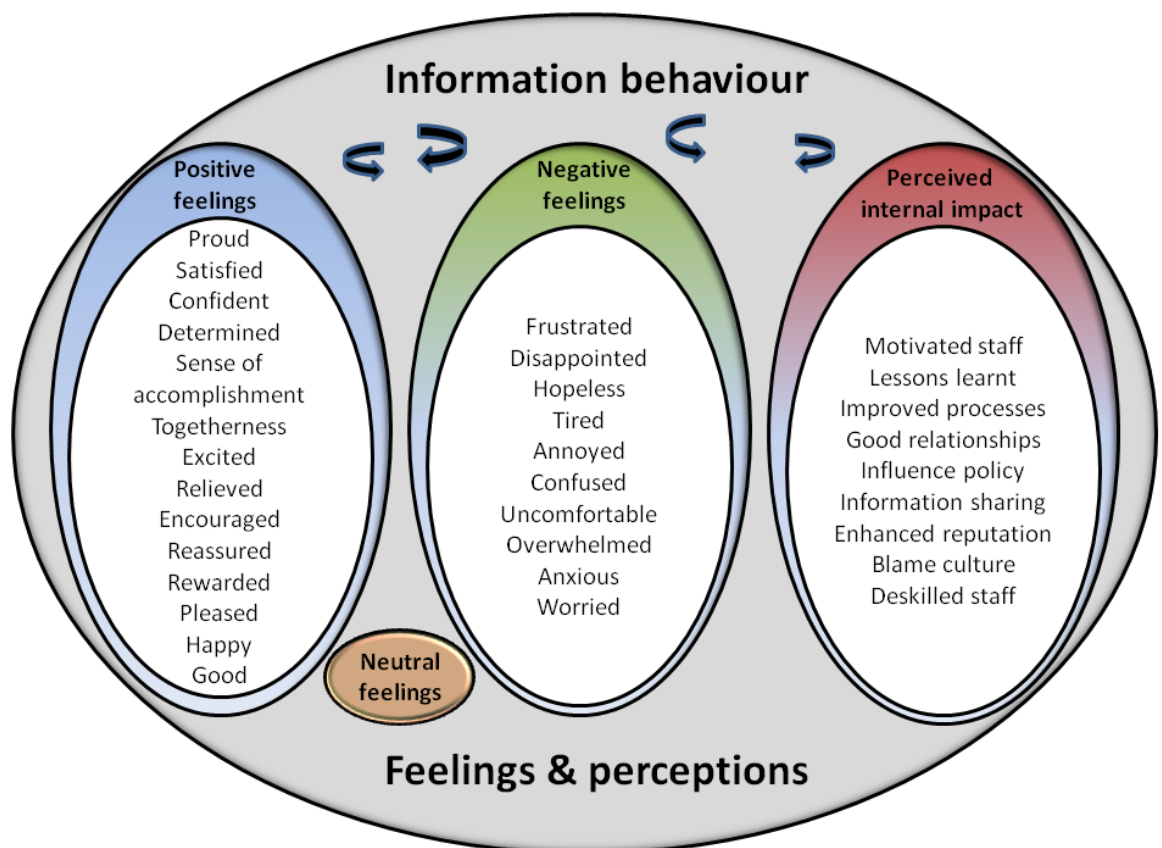 Information behaviour
Positive
feelings
Proud
Satisfied
Confident
Determined
Sense of
accomplishment
Togetherness
Excited
Relieved
Encouraged
Reassured
Rewarded
Pleased
Happy
Good
Neutral
feelings
Negative
feelings
Frustrated
Disappointed
Hopeless
Tired
Annoyed
Confused
Uncomfortable
Overwhelmed
Anxious
Worried
Perceived
internal impact
Motivated staff
Lessons learnt
Improved processes
Good relationships
Influence policy
Information sharing
Enhanced reputation
Blame culture
Deskilled staff
Feelings & perceptions